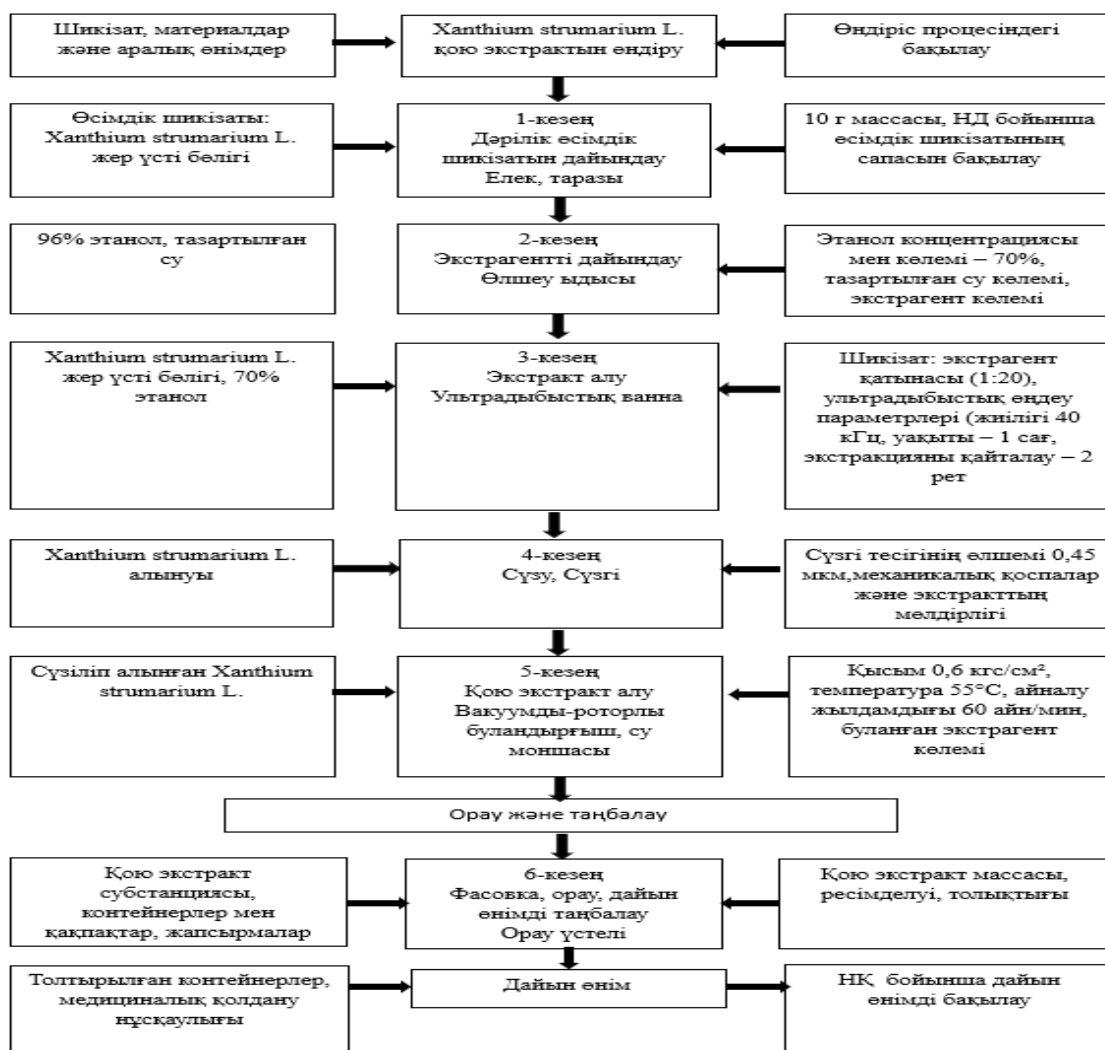 Шикізат, материалдар
және аралық өнімдер
Xanthium strumarium L.
қою экстрактын өндіру
Өндіріс процесіндегі
бақылау
Өсімдік шикізаты:
Xanthium strumarium L.
жер үсті бөлігі
1-кезең
Дәрілік өсімдік
шикізатын дайындау
Елек, таразы
10 г массасы, НД бойынша
өсімдік шикізатының
сапасын бақылау
96% этанол, тазартылған
су
2-кезең
Экстрагентті дайындау
Өлшеу ыдысы
Этанол концентрациясы
мен көлемі – 70%,
тазартылған су көлемі,
экстрагент көлемі
Xanthium strumarium L.
жер үсті бөлігі, 70%
этанол
3-кезең
Экстракт алу
Ультрадыбыстық ванна
Шикізат: экстрагент
қатынасы (1:20),
ультрадыбыстық өңдеу
параметрлері (жиілігі 40
кГц, уақыты – 1 сағ,
экстракцияны қайталау – 2
рет
Xanthium strumarium L.
алынуы
4-кезең
Сүзу, Сүзгі
Сүзгі тесігінің өлшемі 0,45
мкм,механикалық қоспалар
және экстракттың
мөлдірлігі
Сүзіліп алынған Xanthium
strumarium L.
5-кезең
Қою экстракт алу
Вакуумды-роторлы
буландырғыш, су
моншасы
Қысым 0,6 кгс/см²,
температура 55°C, айналу
жылдамдығы 60 айн/мин,
буланған экстрагент
көлемі
Орау және таңбалау
Қою экстракт
субстанциясы,
контейнерлер мен
қақпақтар, жапсырмалар
6-кезең
Фасовка, орау, дайын
өнімді таңбалау
Орау үстелі
Қою экстракт массасы,
ресімделуі, толықтығы
Толтырылған контейнерлер,
медициналық қолдану
нұсқаулығы
Дайын өнім
НҚ бойынша дайын
өнімді бақылау